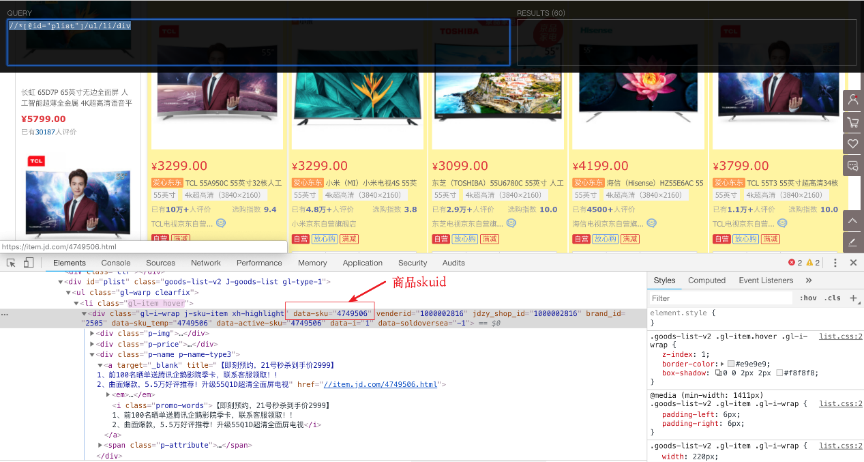 QUERY
RESULTS (60)
//*[@id="plist"]/ul/li/div
TCL
TOSHIBA
Hisense
TCL
长虹 65D7P 65英寸无边全面屏 人
工智能超薄全金属 4K超高清语音平
¥5799.00
已有30187人评价
TCL
¥3299.00
爱心东东 TCL 55A950C 55英寸32核人工
55英寸 4k超高清（3840×2160）
已有10万+人评价 选购指数 9.4
TCL电视京东自营...
自营 放心购 满减
¥3299.00
爱心东东 小米（MI）小米电视4S 55英
55英寸 4k超高清（3840×2160）
已有4.8万+人评价 选购指数 3.8
小米京东自营旗舰店
自营 放心购 满减
¥3099.00
东芝（TOSHIBA）55U6780C 55英寸 人工
55英寸 4k超高清（3840×2160）
已有2.9万+人评价 选购指数 10.0
东芝电视京东自营...
自营 放心购 满减
¥4199.00
爱心东东 海信（Hisense）HZ55E6AC 55
55英寸 4k超高清（3840×2160）
已有4500+人评价 选购指数 10.0
海信电视京东自营...
自营 放心购 满减
¥3799.00
爱心东东 TCL 55T3 55英寸超高清34核
55英寸 4k超高清（3840×2160）
已有1.1万+人评价 选购指数 10.0
TCL电视京东自营...
自营 放心购 满减
https://item.jd.com/4749506.html
Elements Console Sources Network Performance Memory Application Security Audits
2 2
<div id="plist" class="goods-list-v2 J-goods-list gl-type-1">
<ul class="gl-warp clearfix">
<li class="gl-item hover">
商品skuid
<div class="gl-i-wrap j-sku-item xh-highlight" data-sku="4749506" venderid="1000002816" jdzy_shop_id="1000002816" brand_id=
"2505" data-sku_temp="4749506" data-active-sku="4749506" data-i="1" data-soldoversea="-1"> == $0
<div class="p-img">…</div>
<div class="p-price">…</div>
<div class="p-name p-name-type3">
<a target="_blank" title="【即刻预约，21号秒杀到手价2999】
1、前100名晒单送腾讯企鹅影院季卡，联系客服领取！！
2、曲面爆款，5.5万好评推荐！升级55Q1D超清全面屏电视" href="//item.jd.com/4749506.html">
<em>…</em>
<i class="promo-words">【即刻预约，21号秒杀到手价2999】
1、前100名晒单送腾讯企鹅影院季卡，联系客服领取！！
2、曲面爆款，5.5万好评推荐！升级55Q1D超清全面屏电视</i>
</a>
<span class="p-attribute">…</span>
</div>
Styles Computed Event Listeners
Filter
:hov .cls +
element.style {
}
.goods-list-v2 .gl-item.hover .gl-i- list.css:2
wrap {
z-index: 1;
border-color: #e9e9e9;
box-shadow: 0 0 2px 2px #f8f8f8;
}
@media (min-width: 1411px)
.goods-list-v2 .gl-item .gl-i-wrap { list.css:2
padding-left: 6px;
padding-right: 6px;
}
.goods-list-v2 .gl-item .gl-i-wrap { list.css:2
width: 220px;